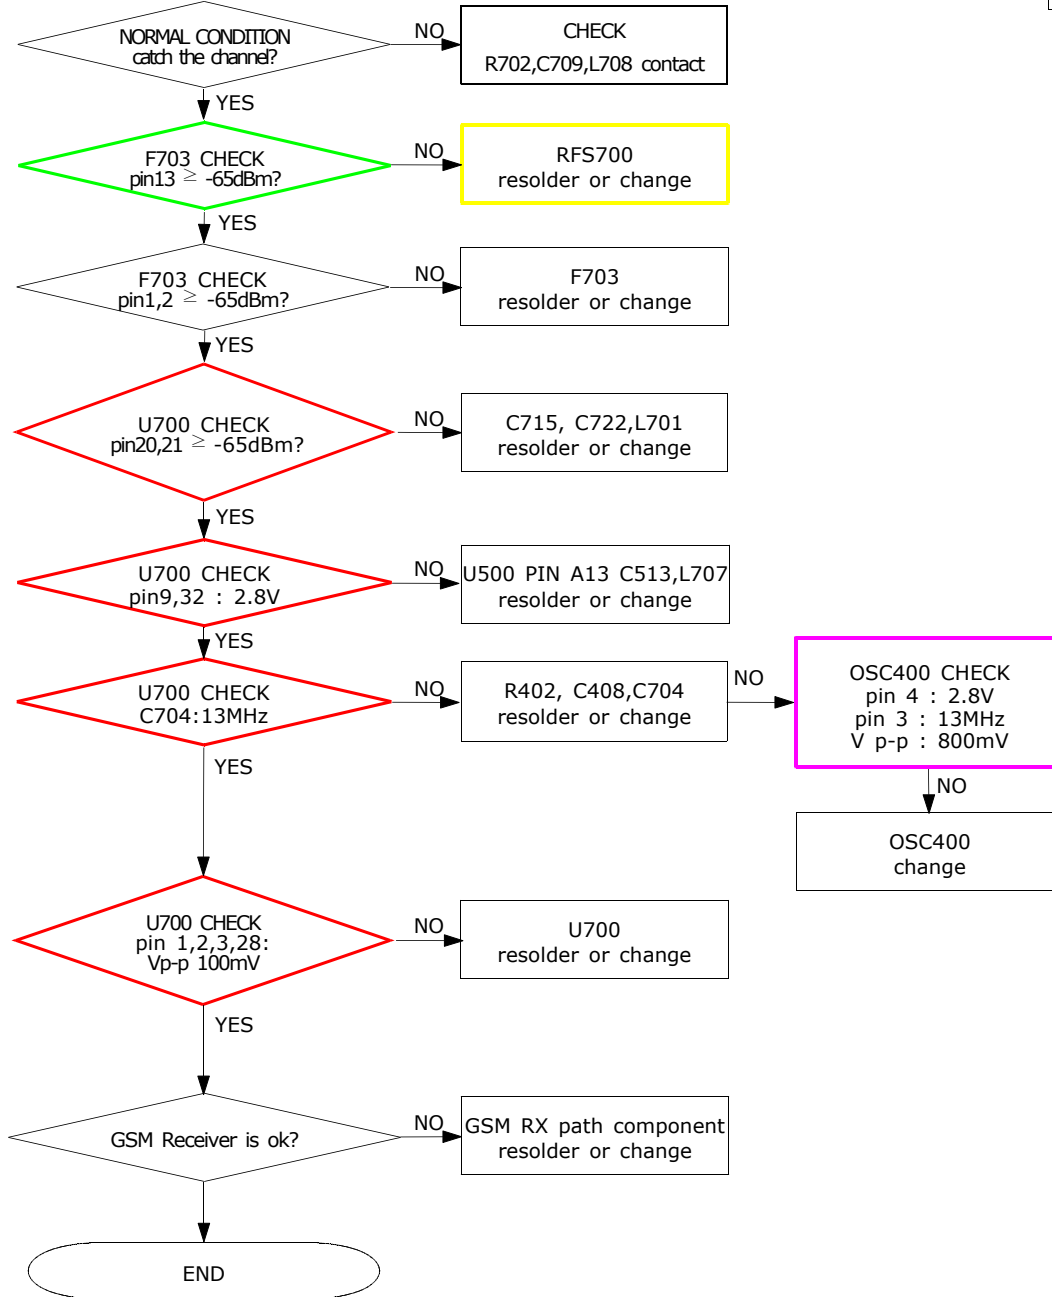 NORMAL CONDITION
catch the channel?
NO
CHECK
R702,C709,L708 contact
YES
F703 CHECK
pin13 ≥ -65dBm?
NO
RFS700
resolder or change
YES
F703 CHECK
pin1,2 ≥ -65dBm?
NO
F703
resolder or change
YES
U700 CHECK
pin20,21 ≥ -65dBm?
NO
C715, C722,L701
resolder or change
YES
U700 CHECK
pin9,32 : 2.8V
NO
U500 PIN A13 C513,L707
resolder or change
YES
U700 CHECK
C704:13MHz
NO
R402, C408,C704
resolder or change
NO
OSC400 CHECK
pin 4 : 2.8V
pin 3 : 13MHz
V p-p : 800mV
NO
OSC400
change
YES
U700 CHECK
pin 1,2,3,28:
Vp-p 100mV
NO
U700
resolder or change
YES
GSM Receiver is ok?
NO
GSM RX path component
resolder or change
END